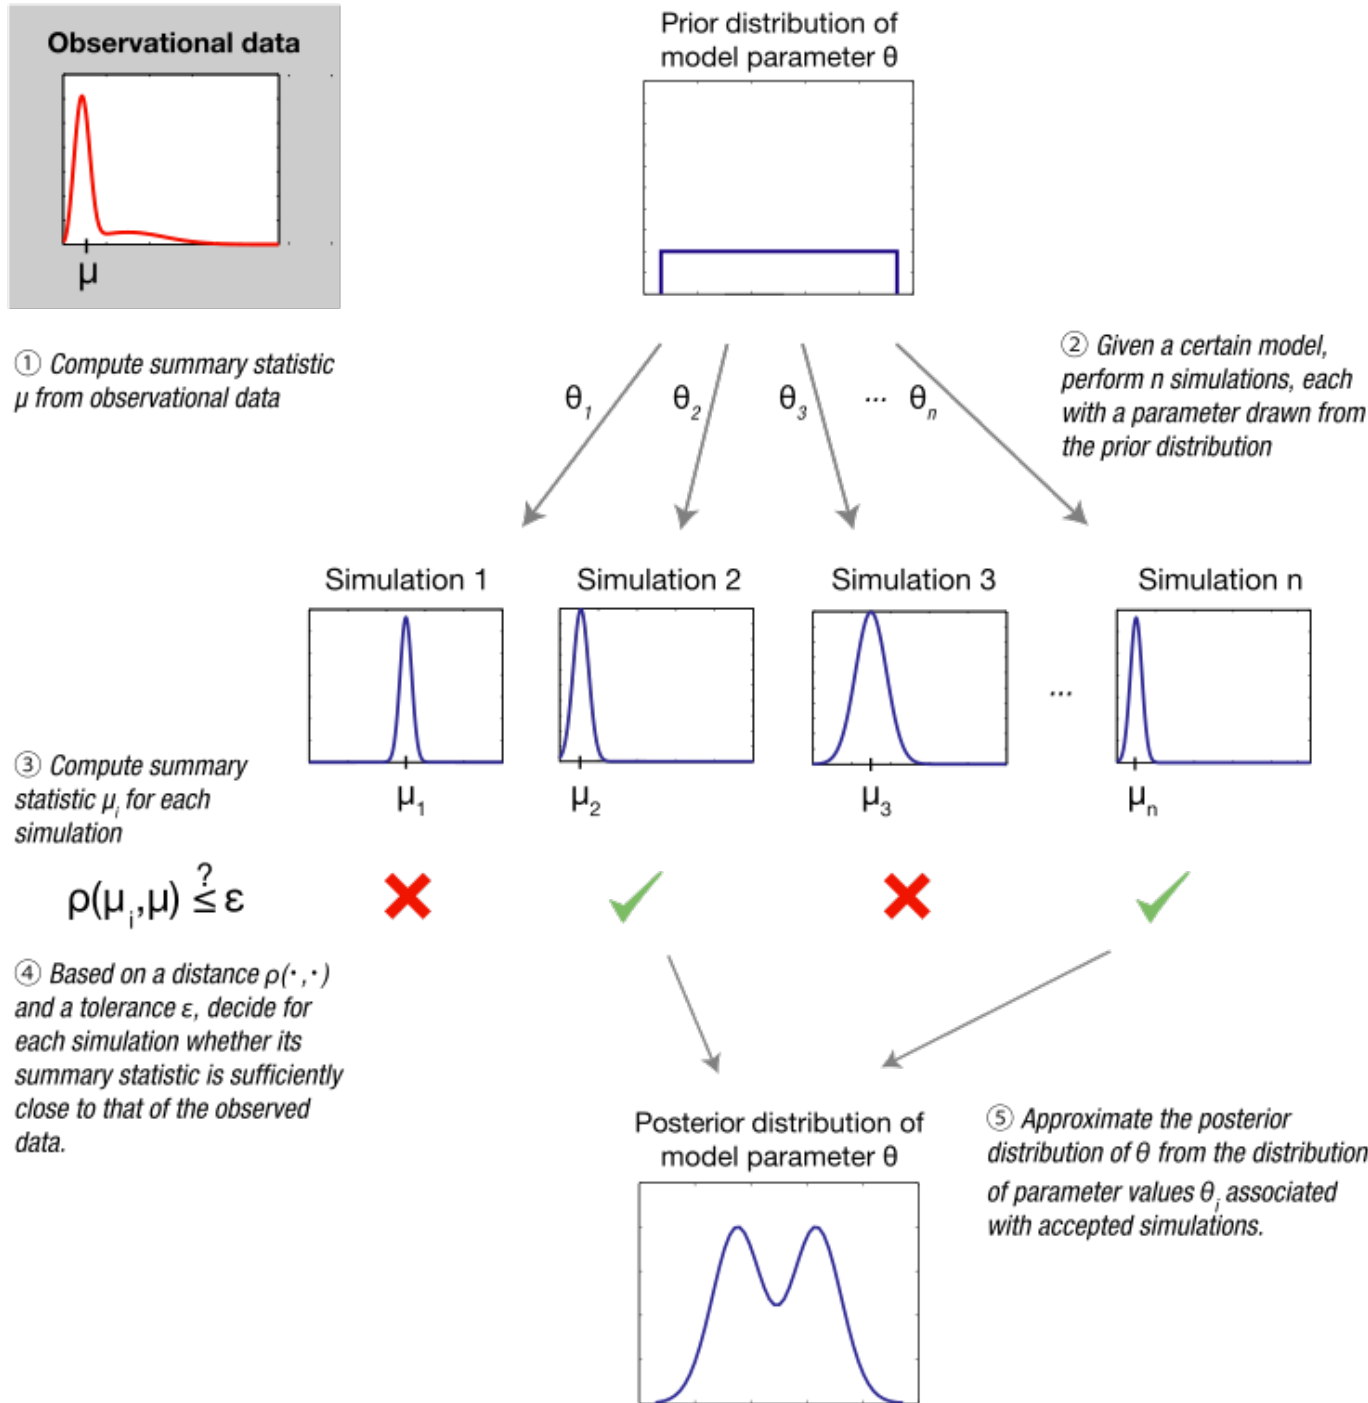 Observational data
μ
Prior distribution of
model parameter θ
① Compute summary statistic
μ from observational data
② Given a certain model,
perform n simulations, each
with a parameter drawn from
the prior distribution
θ1
θ2
θ3
...
θn
Simulation 1
Simulation 2
Simulation 3
...
Simulation n
μ1
μ2
μ3
μn
③ Compute summary
statistic μi for each
simulation
?
ρ(μi,μ) ≤ ε
④ Based on a distance ρ(·,·)
and a tolerance ε, decide for
each simulation whether its
summary statistic is sufficiently
close to that of the observed
data.
Posterior distribution of
model parameter θ
⑤ Approximate the posterior
distribution of θ from the distribution
of parameter values θi associated
with accepted simulations.